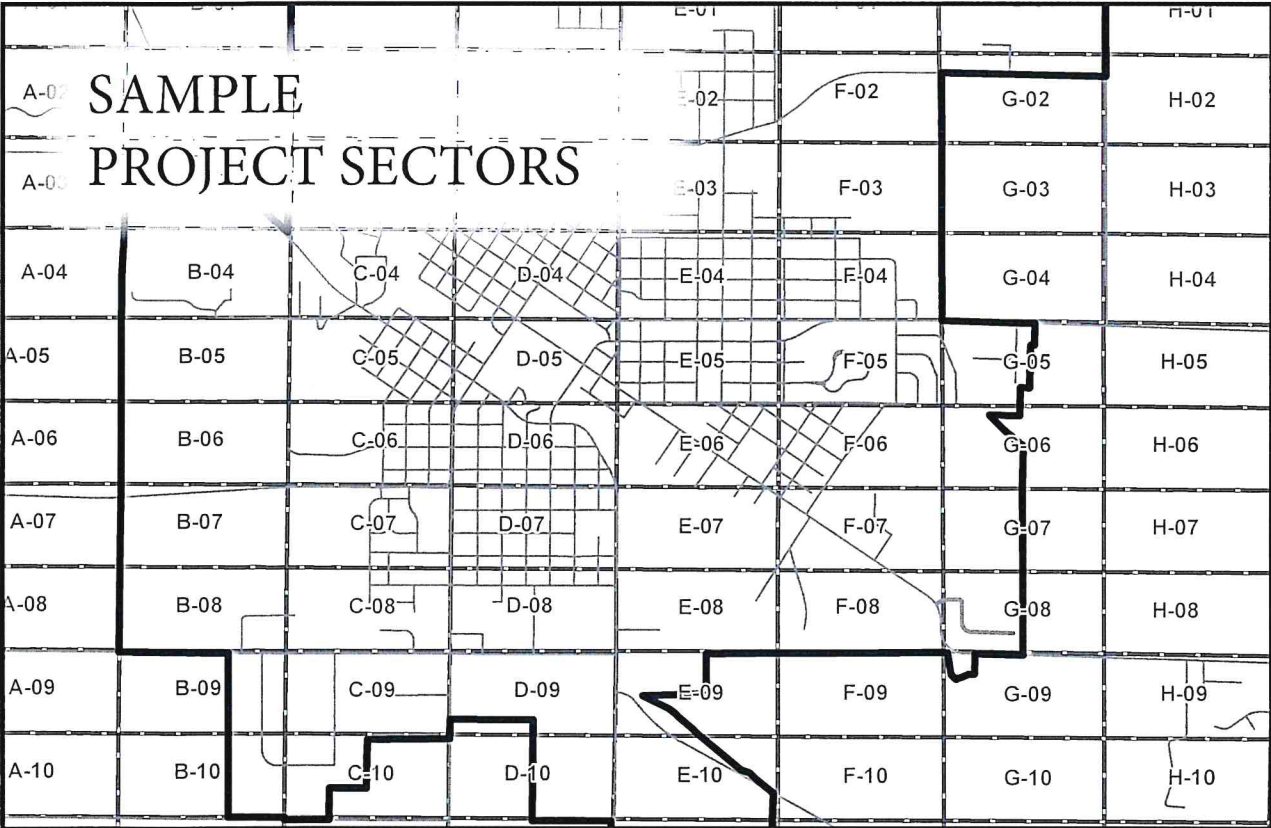 E-01 H-01
SAMPLE
PROJECT SECTORS
A-02 E-02 F-02 G-02 H-02
A-03 E-03 F-03 G-03 H-03
A-04 B-04 C-04 D-04 E-04 F-04 G-04 H-04
A-05 B-05 C-05 D-05 E-05 F-05 G-05 H-05
A-06 B-06 C-06 D-06 E-06 F-06 G-06 H-06
A-07 B-07 C-07 D-07 E-07 F-07 G-07 H-07
A-08 B-08 C-08 D-08 E-08 F-08 G-08 H-08
A-09 B-09 C-09 D-09 E-09 F-09 G-09 H-09
A-10 B-10 C-10 D-10 E-10 F-10 G-10 H-10